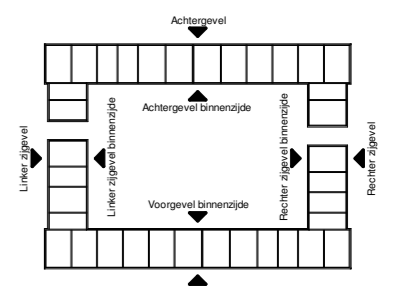 Achtergevel
Achtergevel binnenzijde
Linker zijgevel
Linker zijgevel binnenzijde
Rechter zijgevel binnenzijde
Rechter zijgevel
Voorgevel binnenzijde